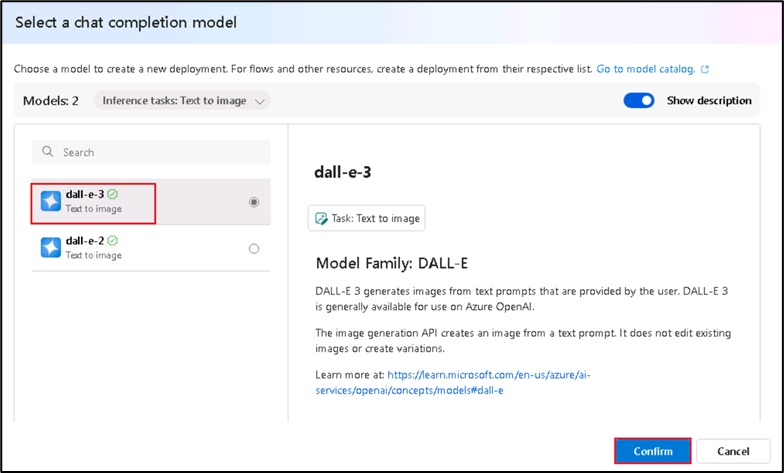 Select a chat completion model
Choose a model to create a new deployment. For flows and other resources, create a deployment from their respective list. Go to model catalog.
Models: 2
Inference tasks: Text to image
Show description
Search
dall-e-3
Text to image
dall-e-2
Text to image
dall-e-3
Task: Text to image
Model Family: DALL-E
DALL-E 3 generates images from text prompts that are provided by the user. DALL-E 3
is generally available for use on Azure OpenAI.
The image generation API creates an image from a text prompt. It does not edit existing
images or create variations.
Learn more at: https://learn.microsoft.com/en-us/azure/ai-
services/openai/concepts/models#dall-e
Confirm
Cancel